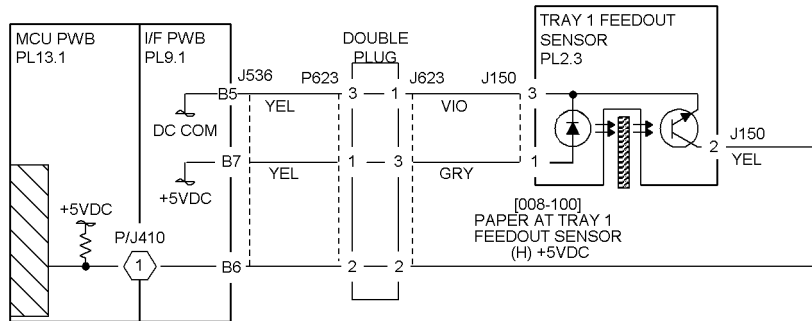 TRAY 1 FEEDOUT
SENSOR
PL2.3
MCU PWB
PL13.1
I/F PWB
PL9.1
DOUBLE
PLUG
J536
P623
J623
J150
B5
YEL
3
1
VIO
3
DC COM
B7
YEL
1
3
GRY
1
2
J150
YEL
+5VDC
+5VDC
P/J410
1
B6
2
2
[008-100]
PAPER AT TRAY 1
FEEDOUT SENSOR
(H) +5VDC